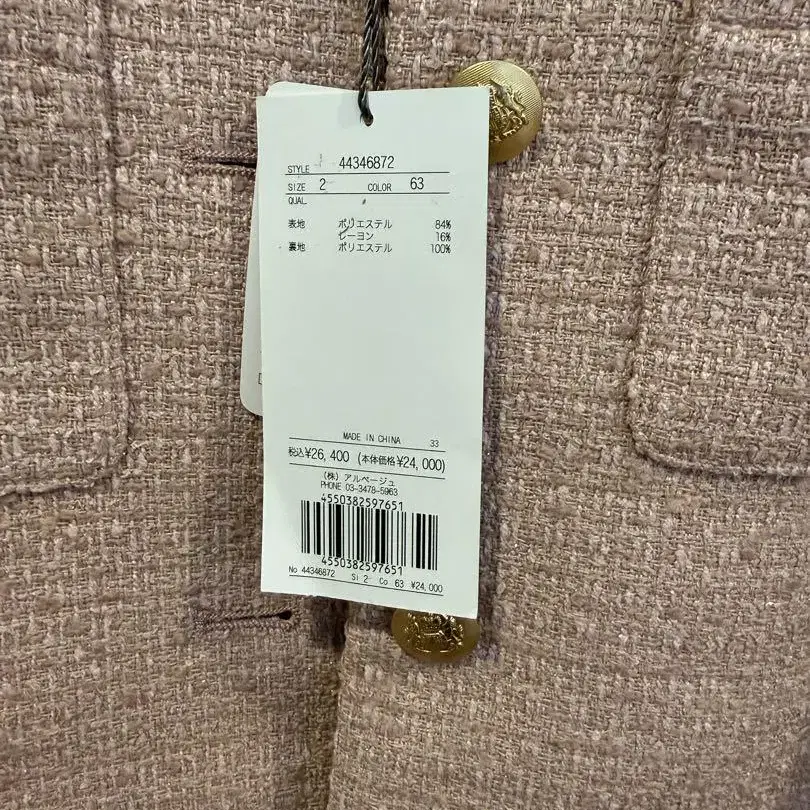 STYLE 44346872
SIZE 2 COLOR 63
QUAL
表地 ポリエステル 84%
レーヨン 16%
裏地 ポリエステル 100%
MADE IN CHINA 33
税込¥26,400 (本体価格¥24,000)
(株) アルページュ
PHONE 03-3478-5963
4550382597651
4550382597651
No 44346872 Si 2 Co 63 ¥24,000